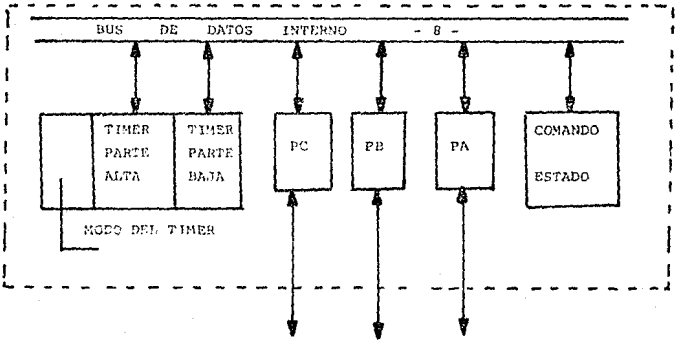 BUS DE DATOS INTERNO - 8 -
TIMER PARTE ALTA
TIMER PARTE BAJA
PC
PB
PA
COMANDO
ESTADO
MODO DEL TIMER